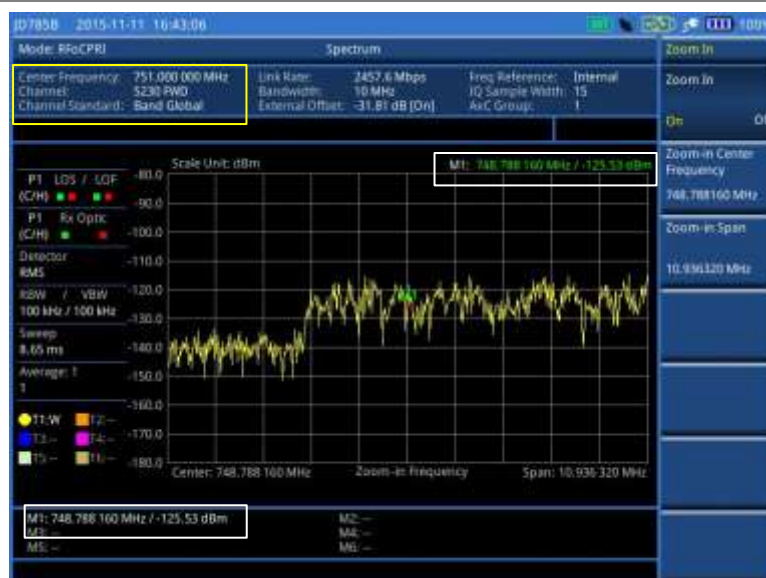 JD785B 2015-11-11 16:43:06 100%
Mode: RFoCPRI Spectrum Zoom In
Center Frequency: 751.000 000 MHz Link Rate: 2457.6 Mbps Freq Reference: Internal
Channel: 5230 FWD Bandwidth: 10 MHz IQ Sample Width: 15
Channel Standard: Band Global External Offset: -31.81 dB [On] AxC Group: 1
Zoom In
On
Scale Unit: dBm M1: 748.788 160 MHz / -125.53 dBm
Zoom-in Center
Frequency
748.788160 MHz
Zoom-in Span
10.936320 MHz
P1 LOS / LOF
(C/H)
P1 Rx Optic
(C/H)
Detector
RMS
RBW / VBW
100 kHz / 100 kHz
Sweep
8.65 ms
Average: 1
1
T1:W T2:--
T3:-- T4:--
T5:-- T6:--
-80.0
-90.0
-100.0
-110.0
-120.0
-130.0
-140.0
-150.0
-160.0
-170.0
-180.0
Center: 748.788 160 MHz Zoom-in Frequency Span: 10.936 320 MHz
M1: 748.788 160 MHz / -125.53 dBm M2: --
M3: -- M4: --
M5: -- M6: --